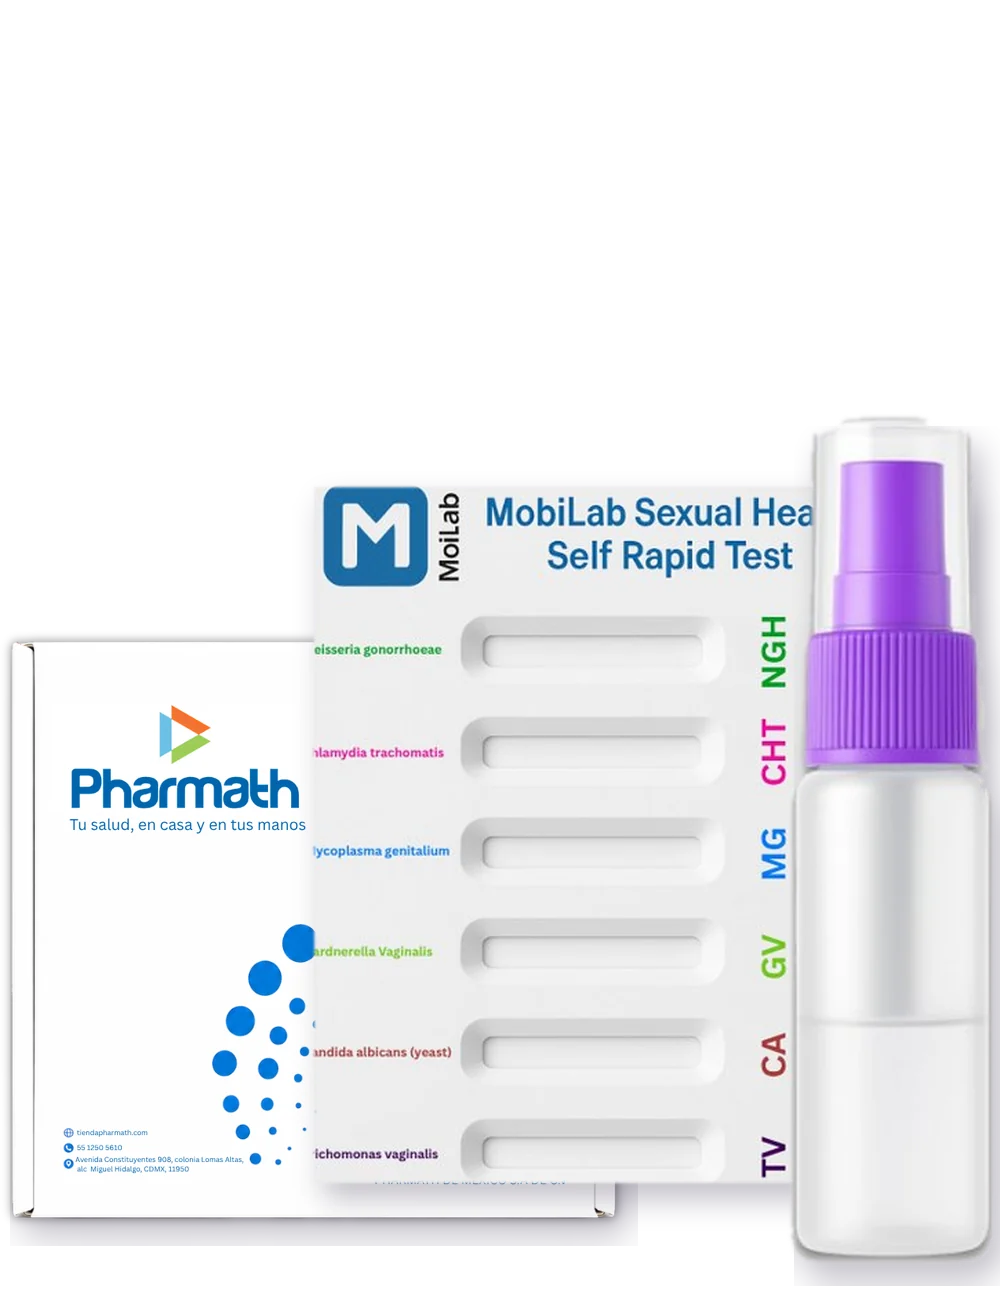 M
MoiLab
MobiLab Sexual Hea
Self Rapid Test
eisseria gonorrhoeae
NGH
hlamydia trachomatis
CHT
ycoplasma genitalium
MG
ardnerella Vaginalis
GV
andida albicans (yeast)
CA
richomonas vaginalis
TV
Pharmath
Tu salud, en casa y en tus manos
tiendapharmath.com
55 1250 5610
Avenida Constituyentes 908, colonia Lomas Altas,
alc Miguel Hidalgo, CDMX, 11950